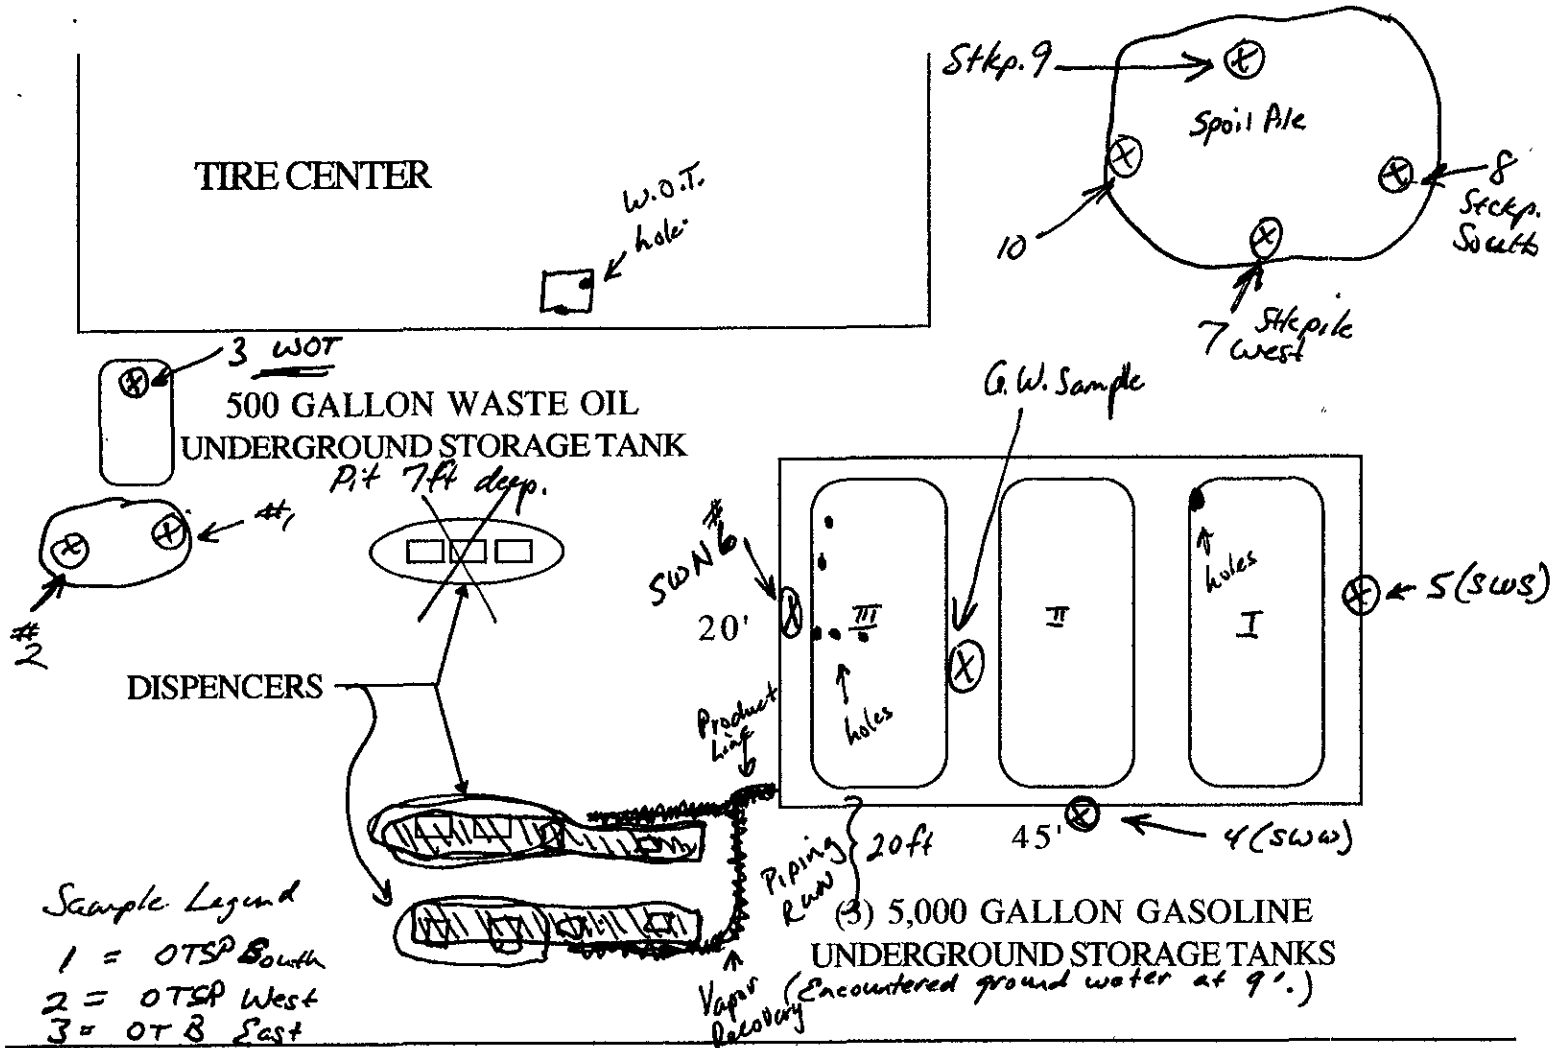 Stkp. 9
Spoil Pile
TIRE CENTER
W.O.T.
hole
10
8
Stckp.
South
7 Stkpile
West
3 WOT
500 GALLON WASTE OIL
UNDERGROUND STORAGE TANK
Pit 7ft deep.
G.W. Sample
#1
#2
SWN #6
20'
III
II
I
holes
holes
5 (SWS)
DISPENCERS
Product
Line
Piping
Run
20ft
45'
4 (SWW)
(3) 5,000 GALLON GASOLINE
UNDERGROUND STORAGE TANKS
(Encountered ground water at 9'.)
Vapor
Recovery
Sample Legend
1 = OTSP South
2 = OTSP West
3 = OTB East